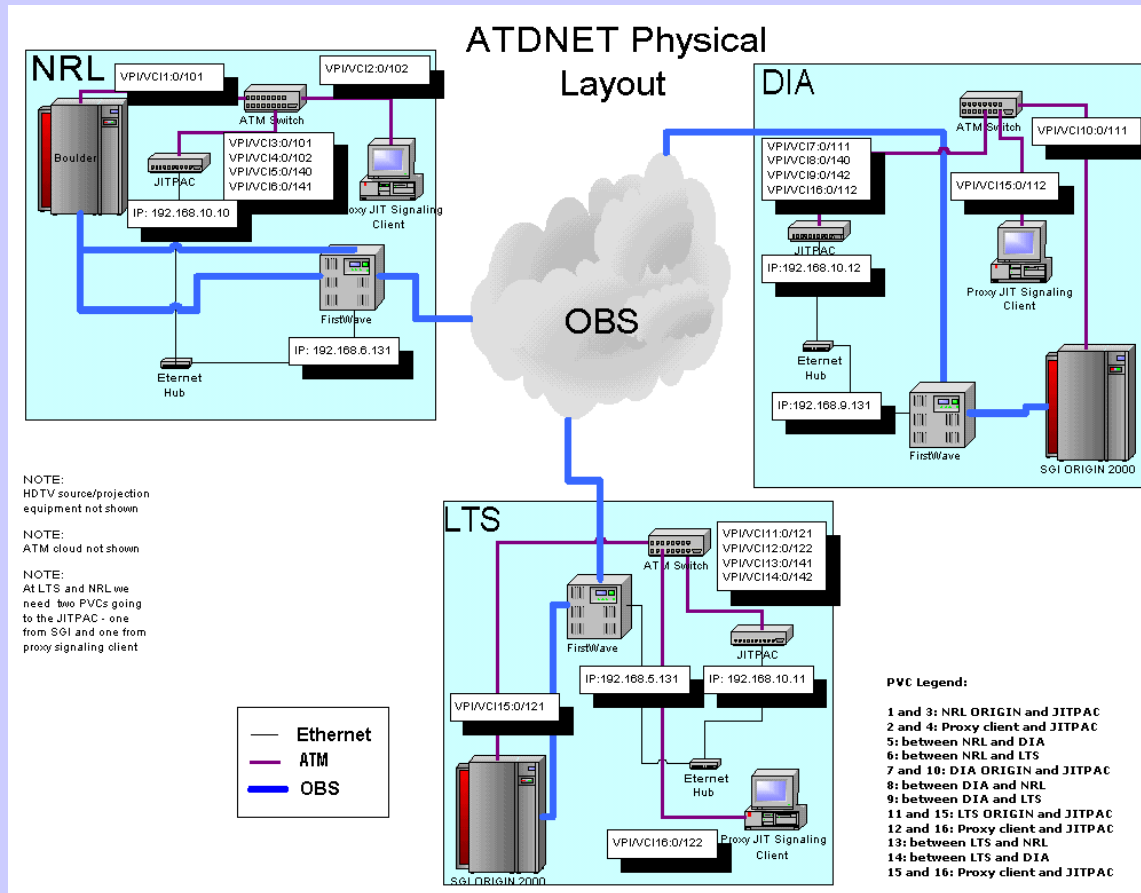 ATDNET Physical
Layout
NRL
VPI/VCI1:0/101
VPI/VCI2:0/102
ATM Switch
Boulder
JITPAC
VPI/VCI3:0/101
VPI/VCI4:0/102
VPI/VCI5:0/140
VPI/VCI6:0/141
IP: 192.168.10.10
oxy JIT Signaling
Client
FirstWave
IP: 192.168.6.131
Eternet
Hub
OBS
DIA
ATM Switch
VPI/VCI10:0/111
VPI/VCI7:0/111
VPI/VCI8:0/140
VPI/VCI9:0/142
VPI/VCI16:0/112
VPI/VCI15:0/112
JITPAC
IP:192.168.10.12
Proxy JIT Signaling
Client
Eternet
Hub
IP:192.168.9.131
FirstWave
SGI ORIGIN 2000
NOTE:
HDTV source/projection
equipment not shown
NOTE:
ATM cloud not shown
NOTE:
At LTS and NRL we
need two PVCs going
to the JITPAC - one
from SGI and one from
proxy signaling client
LTS
ATM Switch
VPI/VCI11:0/121
VPI/VCI12:0/122
VPI/VCI13:0/141
VPI/VCI14:0/142
FirstWave
JITPAC
IP:192.168.5.131
IP: 192.168.10.11
VPI/VCI15:0/121
Eternet
Hub
Proxy JIT Signaling
Client
VPI/VCI16:0/122
SGI ORIGIN 2000
Ethernet
ATM
OBS
PVC Legend:
1 and 3: NRL ORIGIN and JITPAC
2 and 4: Proxy client and JITPAC
5: between NRL and DIA
6: between NRL and LTS
7 and 10: DIA ORIGIN and JITPAC
8: between DIA and NRL
9: between DIA and LTS
11 and 15: LTS ORIGIN and JITPAC
12 and 16: Proxy client and JITPAC
13: between LTS and NRL
14: between LTS and DIA
15 and 16: Proxy client and JITPAC